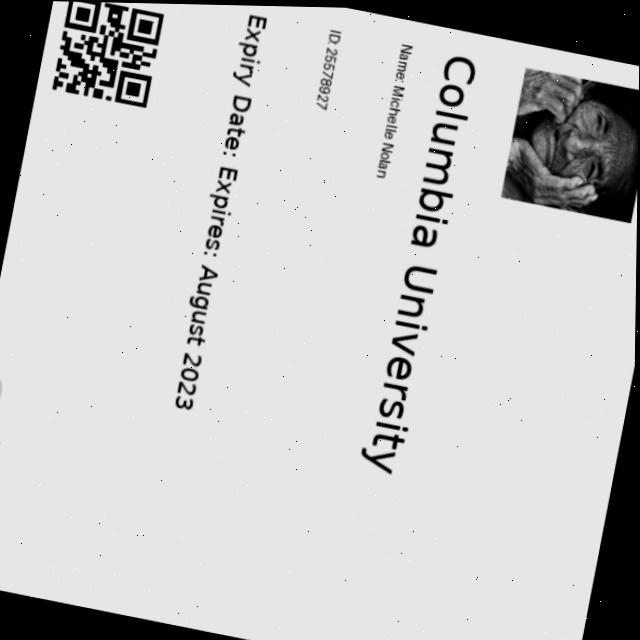 Columbia University
Name: Michelle Nolan
ID: 25578927
Expiry Date: Expires: August 2023